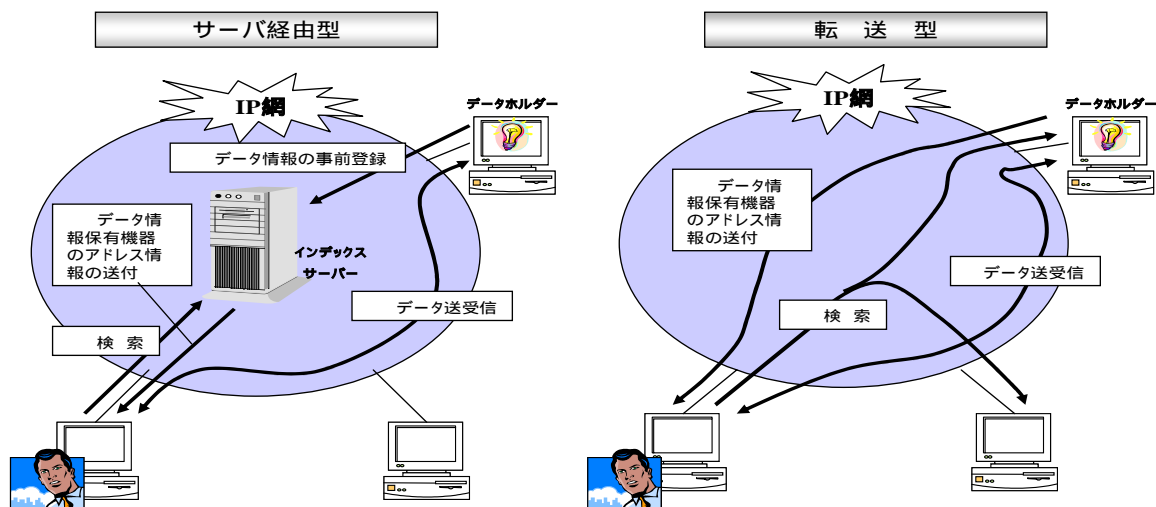 サーバ経由型
IP網
データホルダー
データ情報の事前登録
データ情
報保有機器
のアドレス情
報の送付
インデックス
サーバー
データ送受信
検 索
転 送 型
IP網
データホルダー
データ情
報保有機器
のアドレス情
報の送付
データ送受信
検 索